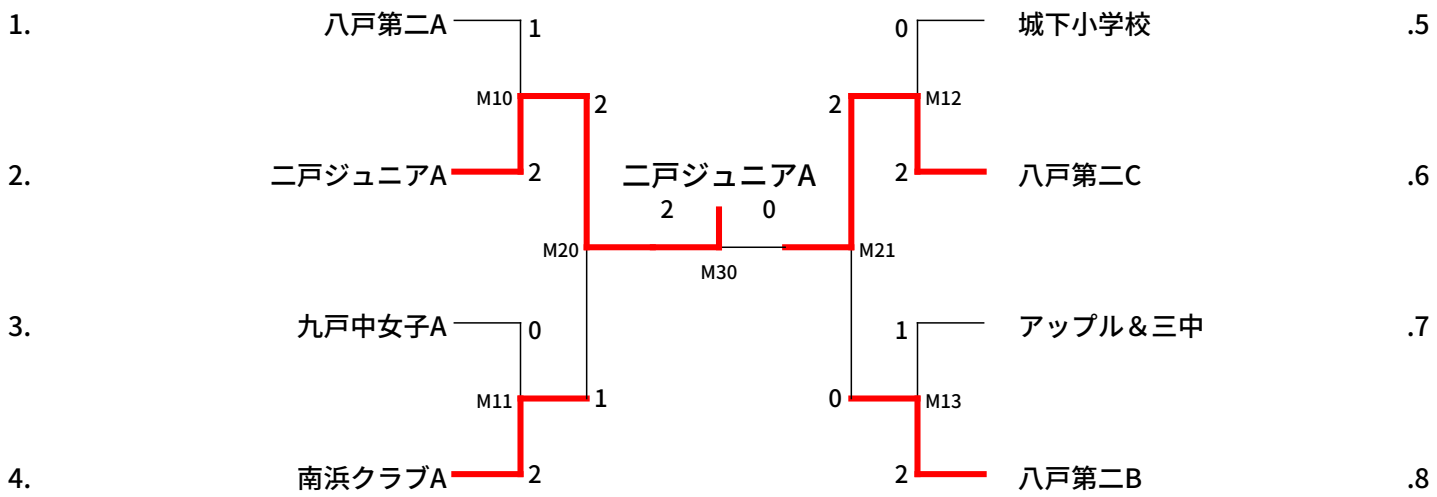 1. 八戸第二A 1 0 城下小学校 .5
M10 2 2 M12
2. 二戸ジュニアA 2 二戸ジュニアA 2 八戸第二C .6
2 0
M20 M21
M30
3. 九戸中女子A 0 1 アップル＆三中 .7
M11 1 0 M13
4. 南浜クラブA 2 2 八戸第二B .8